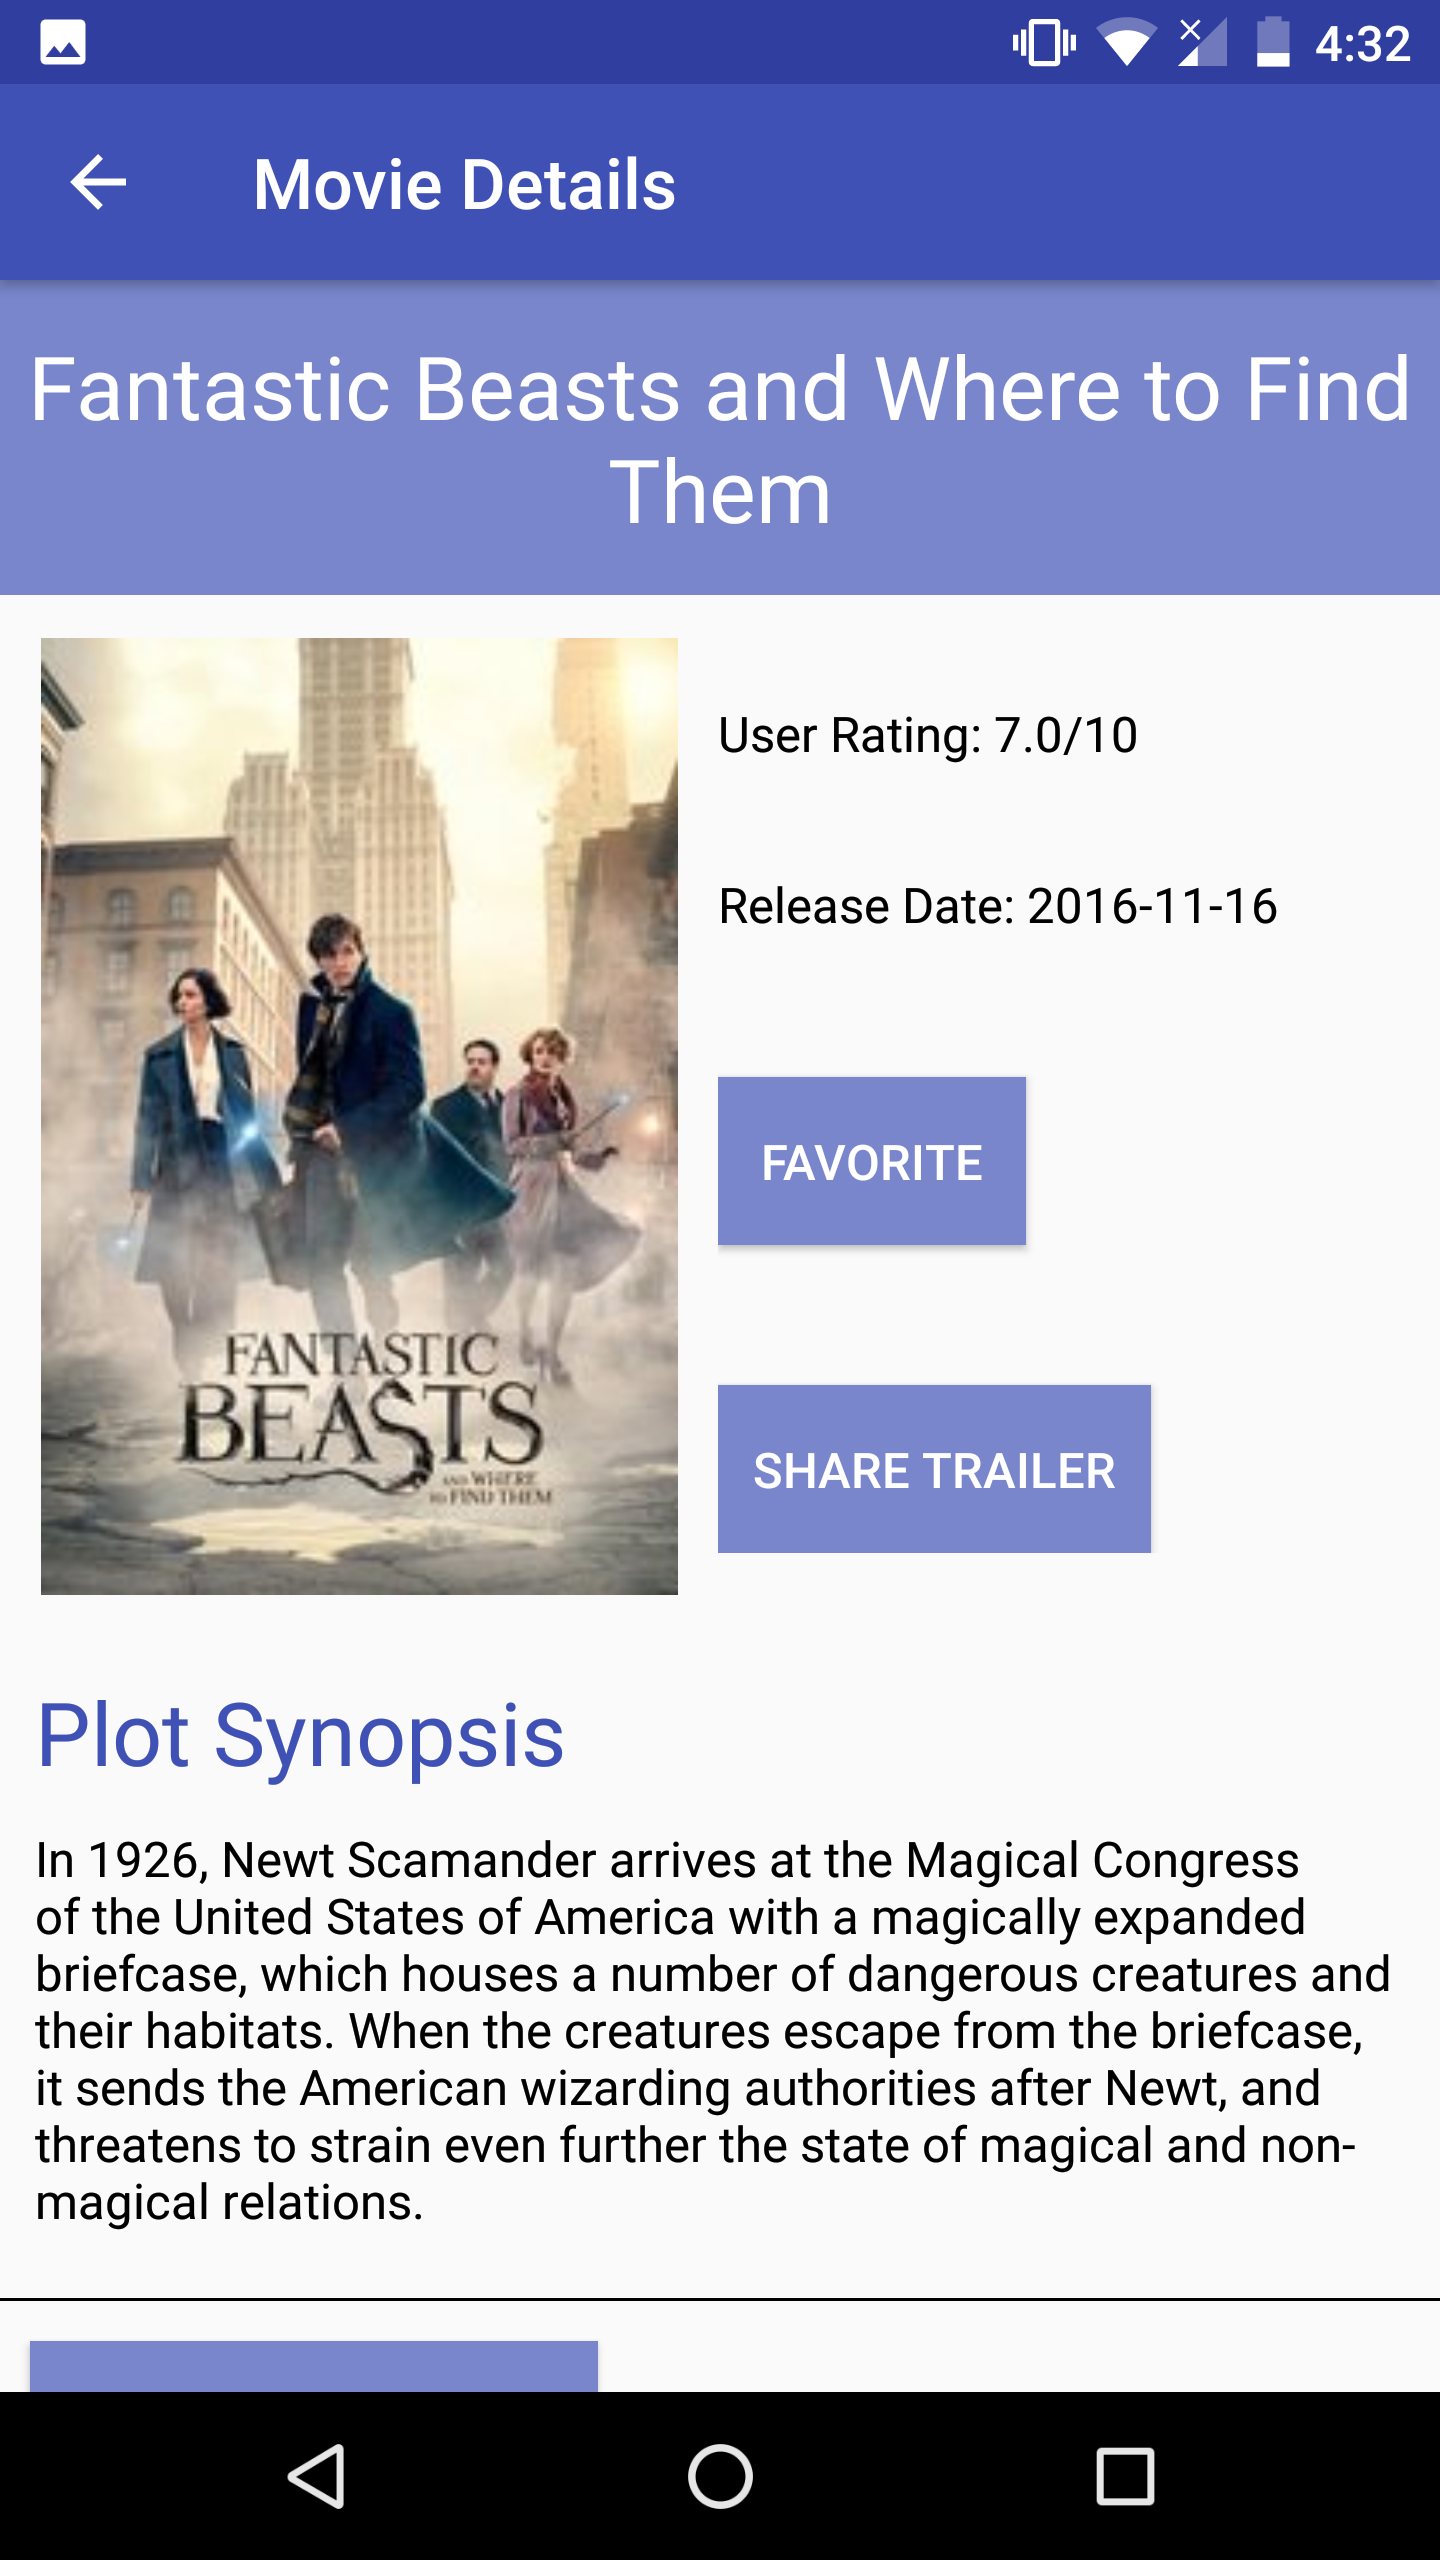 4:32
Movie Details
Fantastic Beasts and Where to Find
Them
User Rating: 7.0/10
Release Date: 2016-11-16
FAVORITE
SHARE TRAILER
FANTASTIC
BEASTS
AND WHERE
TO FIND THEM
Plot Synopsis
In 1926, Newt Scamander arrives at the Magical Congress
of the United States of America with a magically expanded
briefcase, which houses a number of dangerous creatures and
their habitats. When the creatures escape from the briefcase,
it sends the American wizarding authorities after Newt, and
threatens to strain even further the state of magical and non-
magical relations.